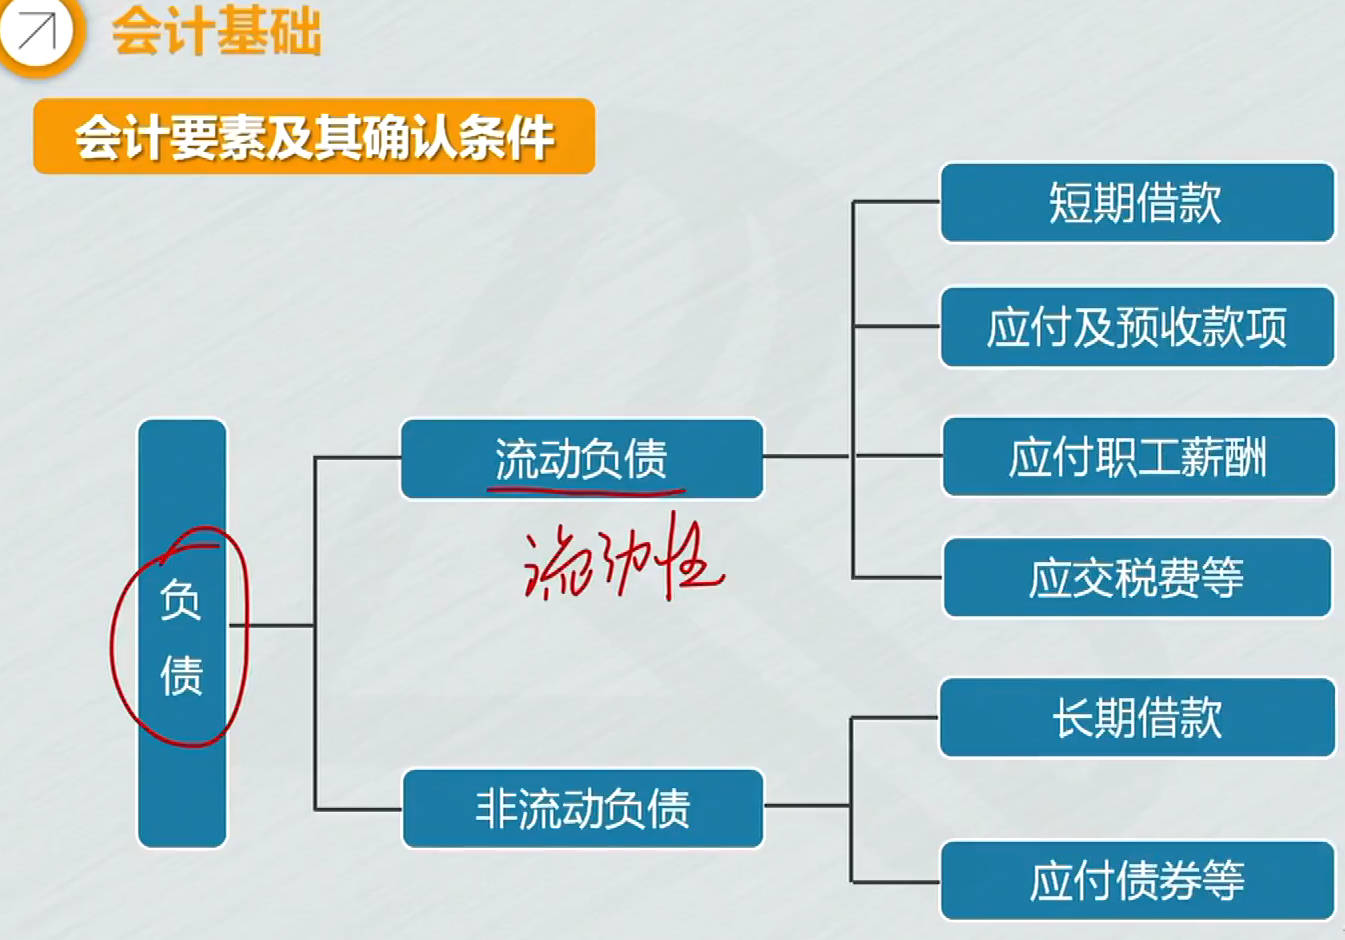 会计基础
会计要素及其确认条件
负债
流动负债
流动性
短期借款
应付及预收款项
应付职工薪酬
应交税费等
非流动负债
长期借款
应付债券等